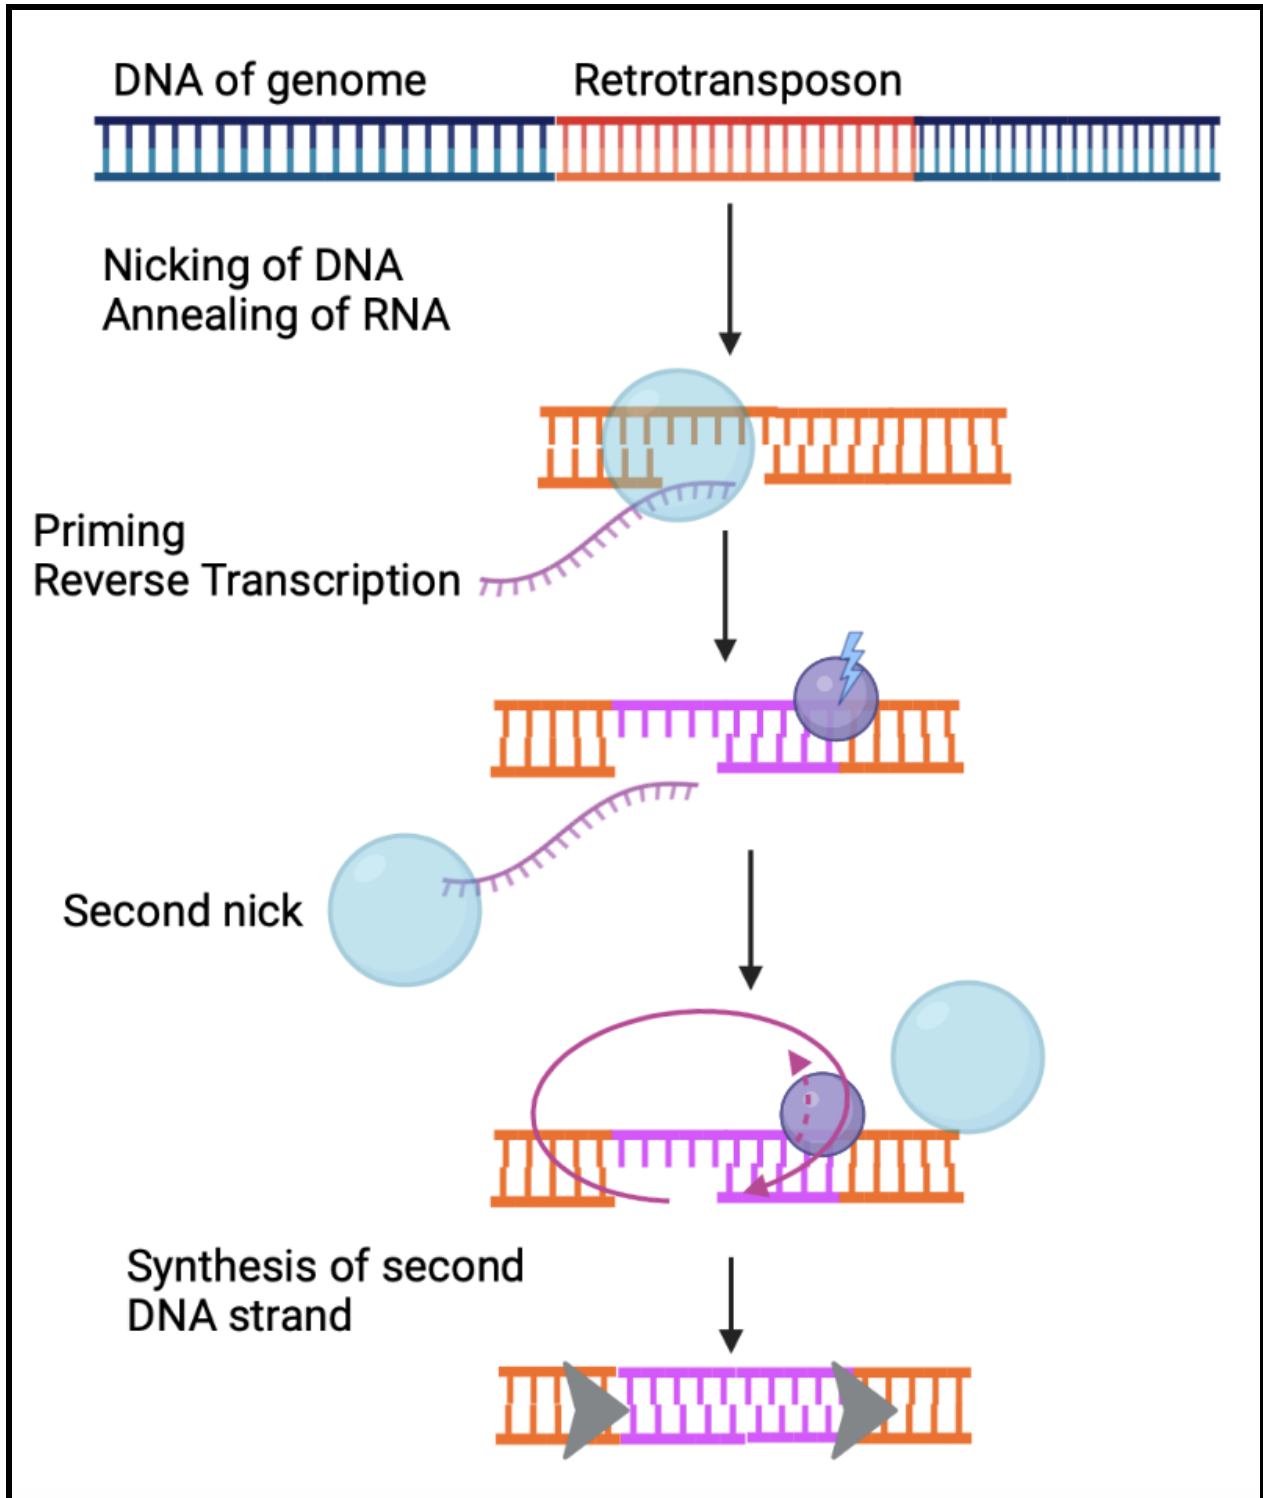 DNA of genome
Retrotransposon
Nicking of DNA
Annealing of RNA
Priming
Reverse Transcription
Second nick
Synthesis of second
DNA strand